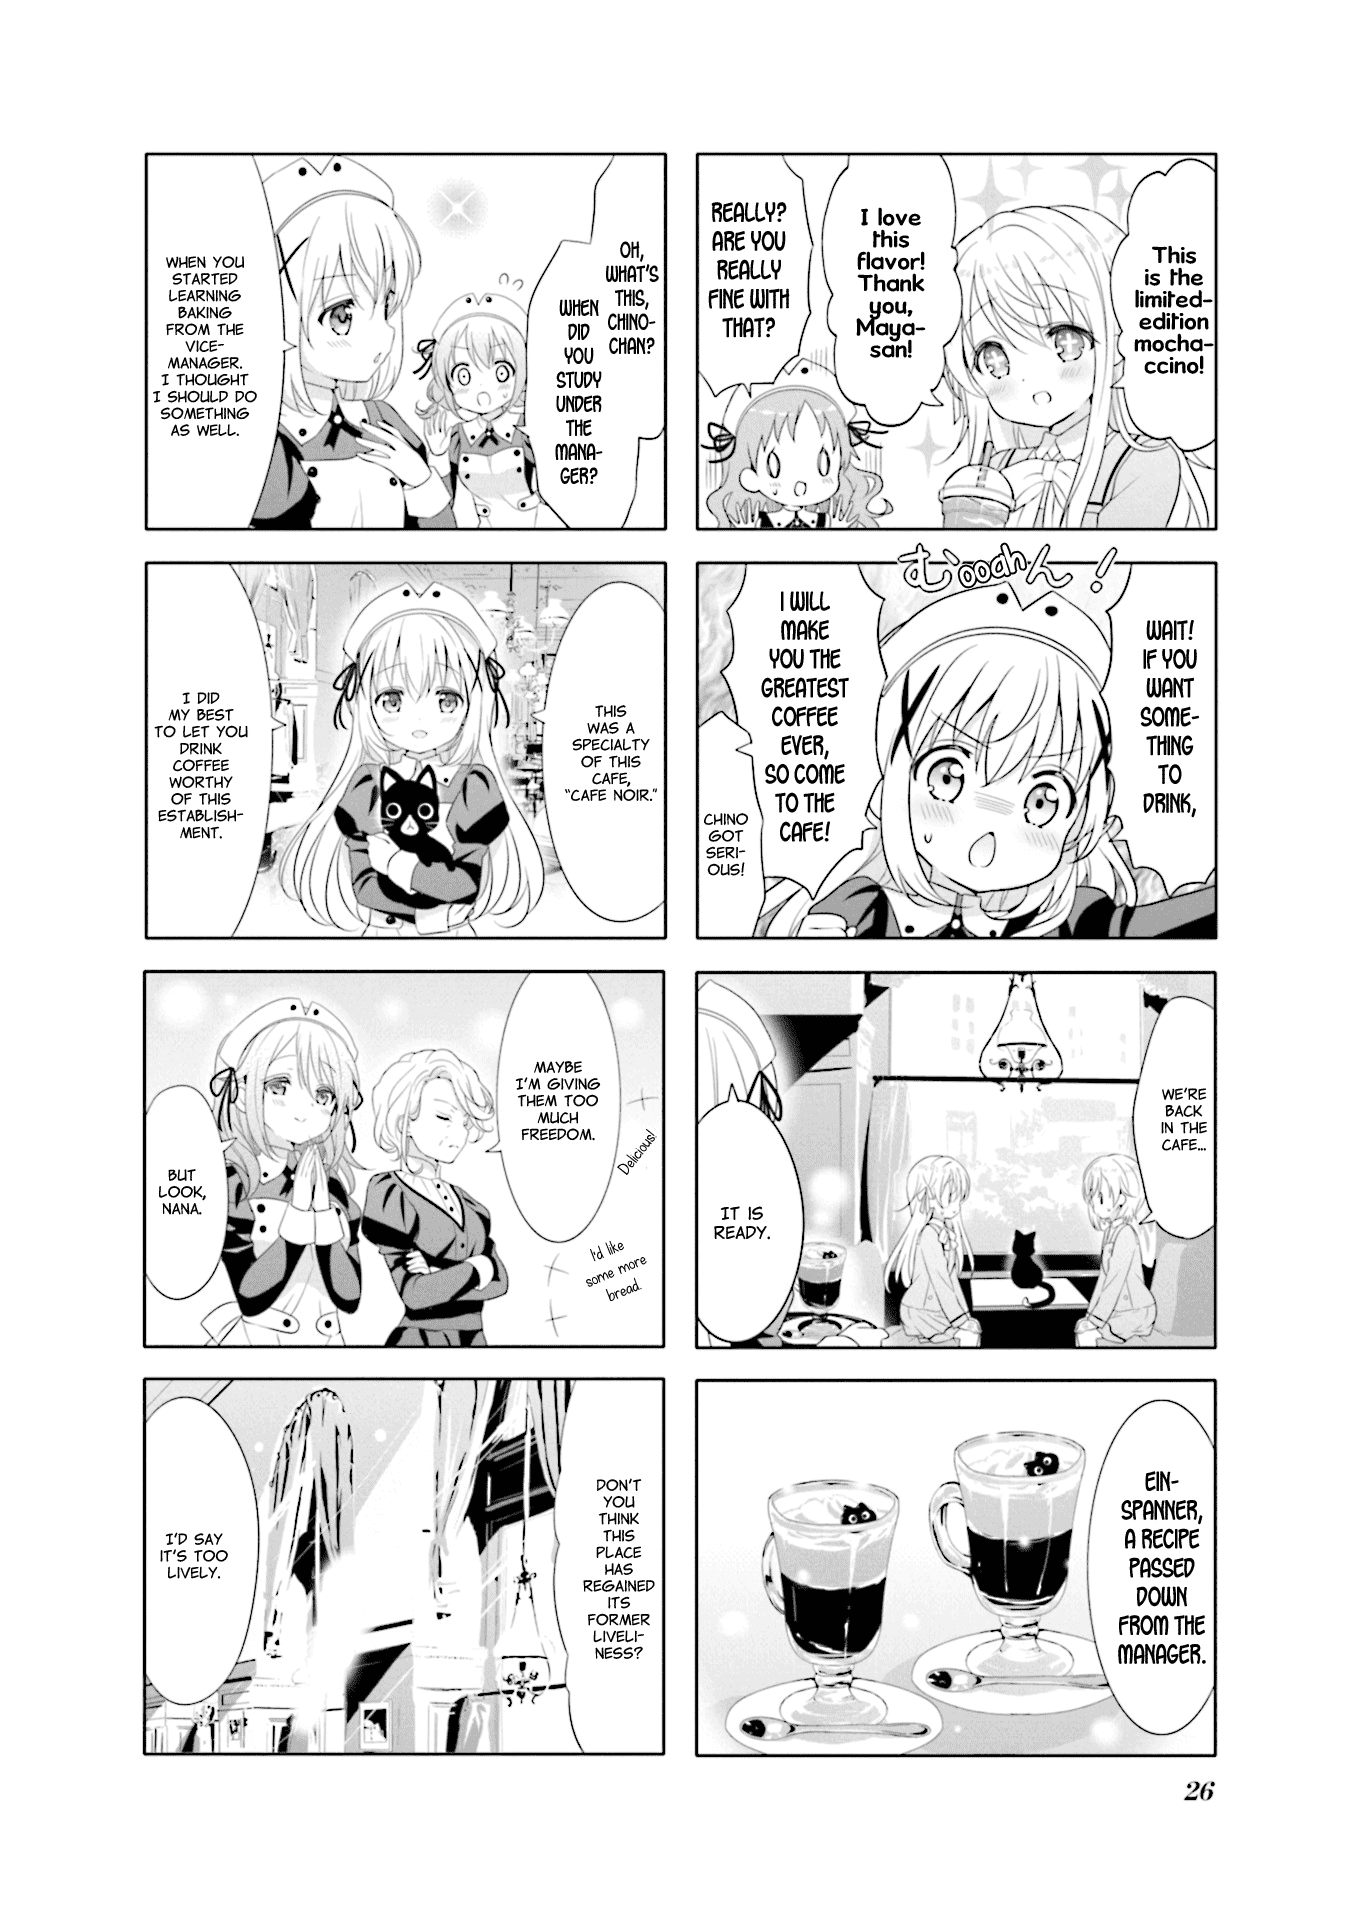 This
is the
limited-
edition
mocha-
ccino!
I love
this
flavor!
Thank
you,
Maya-
san!
REALLY?
ARE YOU
REALLY
FINE WITH
THAT?
むooahん!
WAIT!
IF YOU
WANT
SOME-
THING
TO
DRINK,
I WILL
MAKE
YOU THE
GREATEST
COFFEE
EVER,
SO COME
TO THE
CAFE!
CHINO
GOT
SERI-
OUS!
WE'RE
BACK
IN THE
CAFE...
IT IS
READY.
EIN-
SPANNER,
A RECIPE
PASSED
DOWN
FROM THE
MANAGER.
OH,
WHAT'S
THIS,
CHINO-
CHAN?
WHEN
DID
YOU
STUDY
UNDER
THE
MANA-
GER?
WHEN YOU
STARTED
LEARNING
BAKING
FROM THE
VICE-
MANAGER.
I THOUGHT
I SHOULD DO
SOMETHING
AS WELL.
THIS
WAS A
SPECIALTY
OF THIS
CAFE,
"CAFE NOIR."
I DID
MY BEST
TO LET YOU
DRINK
COFFEE
WORTHY
OF THIS
ESTABLISH-
MENT.
MAYBE
I'M GIVING
THEM TOO
MUCH
FREEDOM.
Delicious!
I'd like
some more
bread.
BUT
LOOK,
NANA.
DON'T
YOU
THINK
THIS
PLACE
HAS
REGAINED
ITS
FORMER
LIVELI-
NESS?
I'D SAY
IT'S TOO
LIVELY.
26